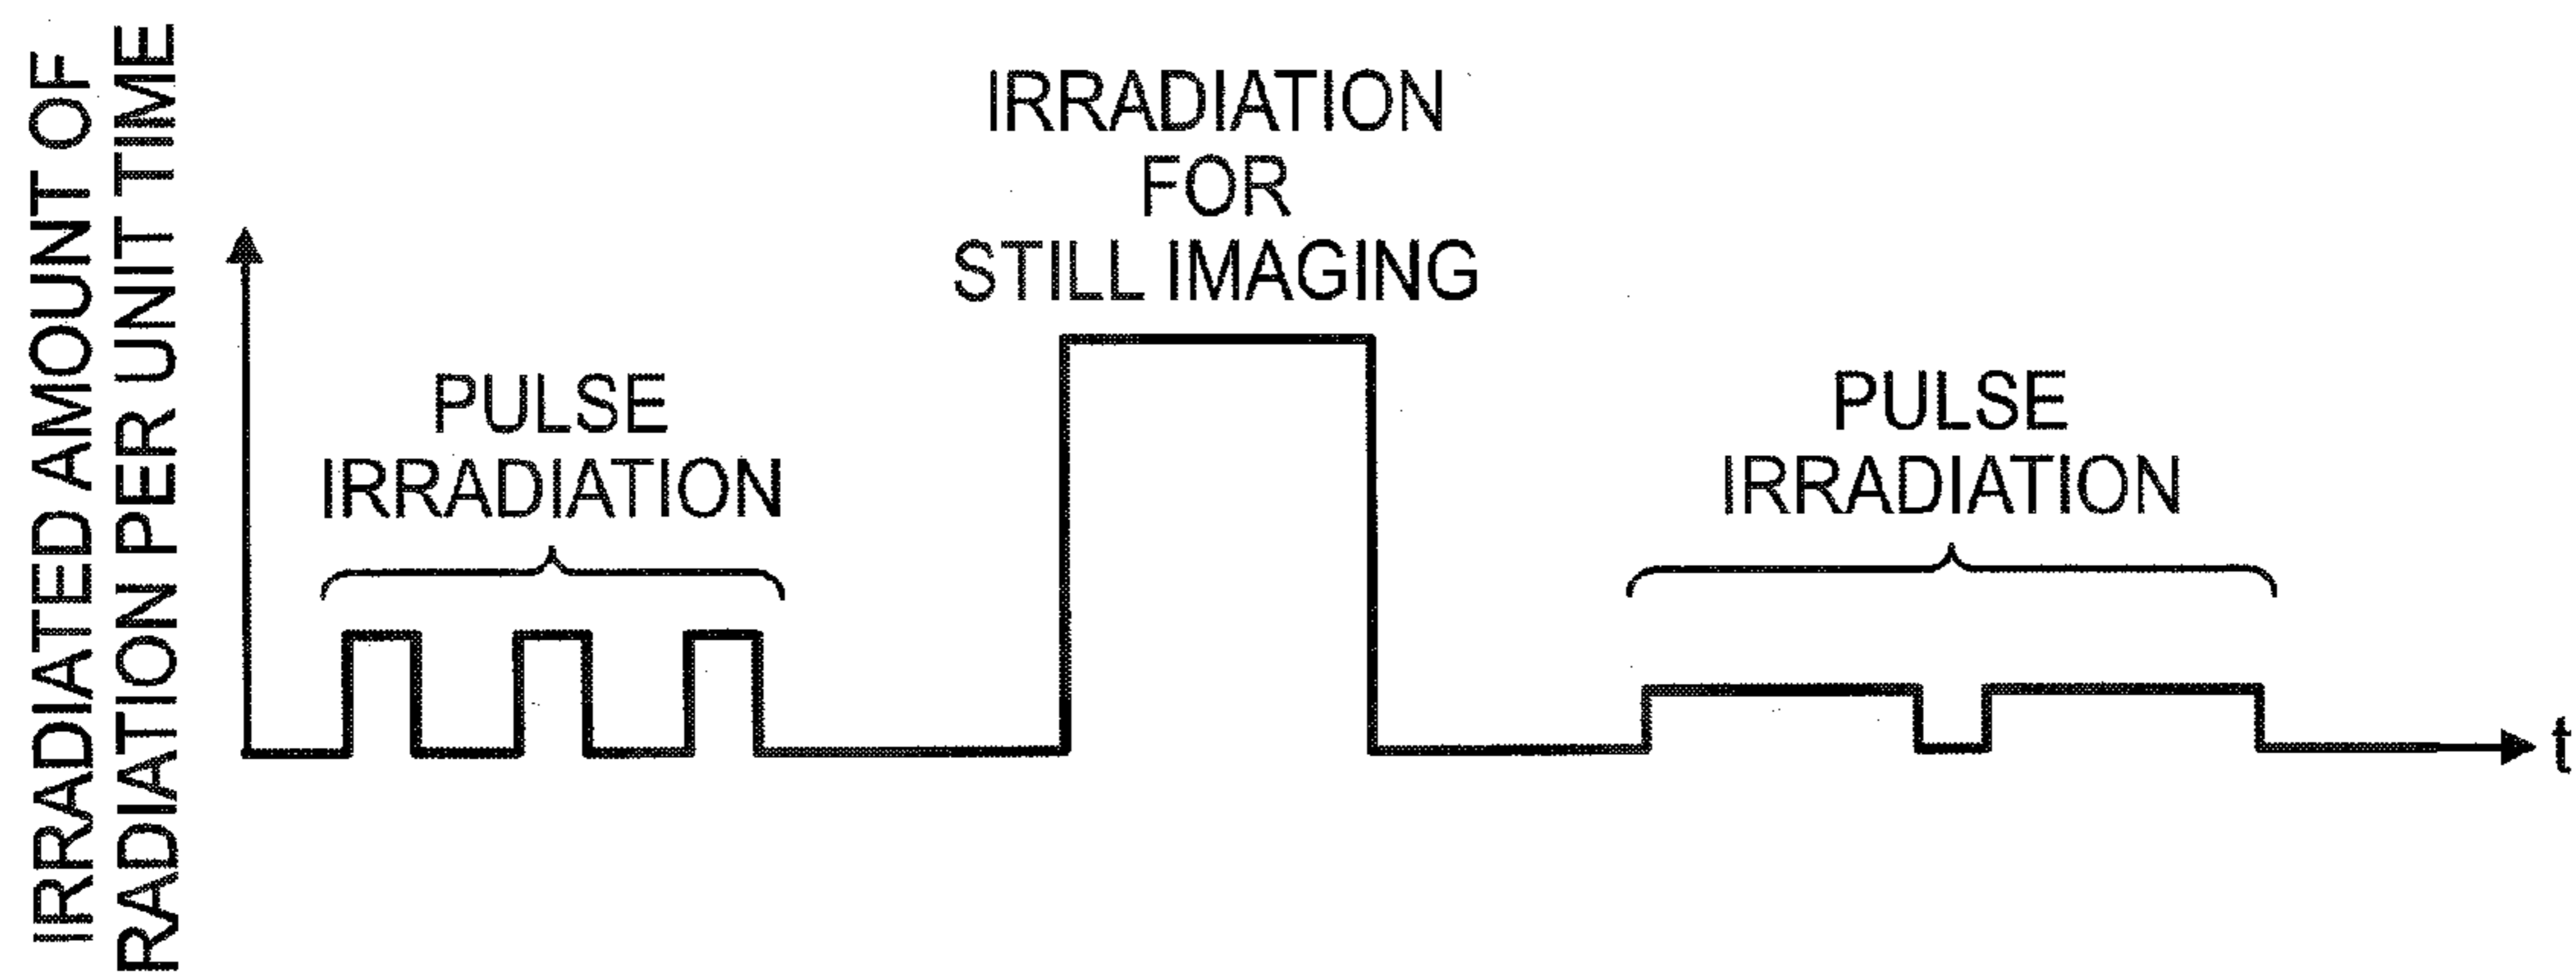 IRRADIATED AMOUNT OF
RADIATION PER UNIT TIME
PULSE
IRRADIATION
IRRADIATION
FOR
STILL IMAGING
PULSE
IRRADIATION
t